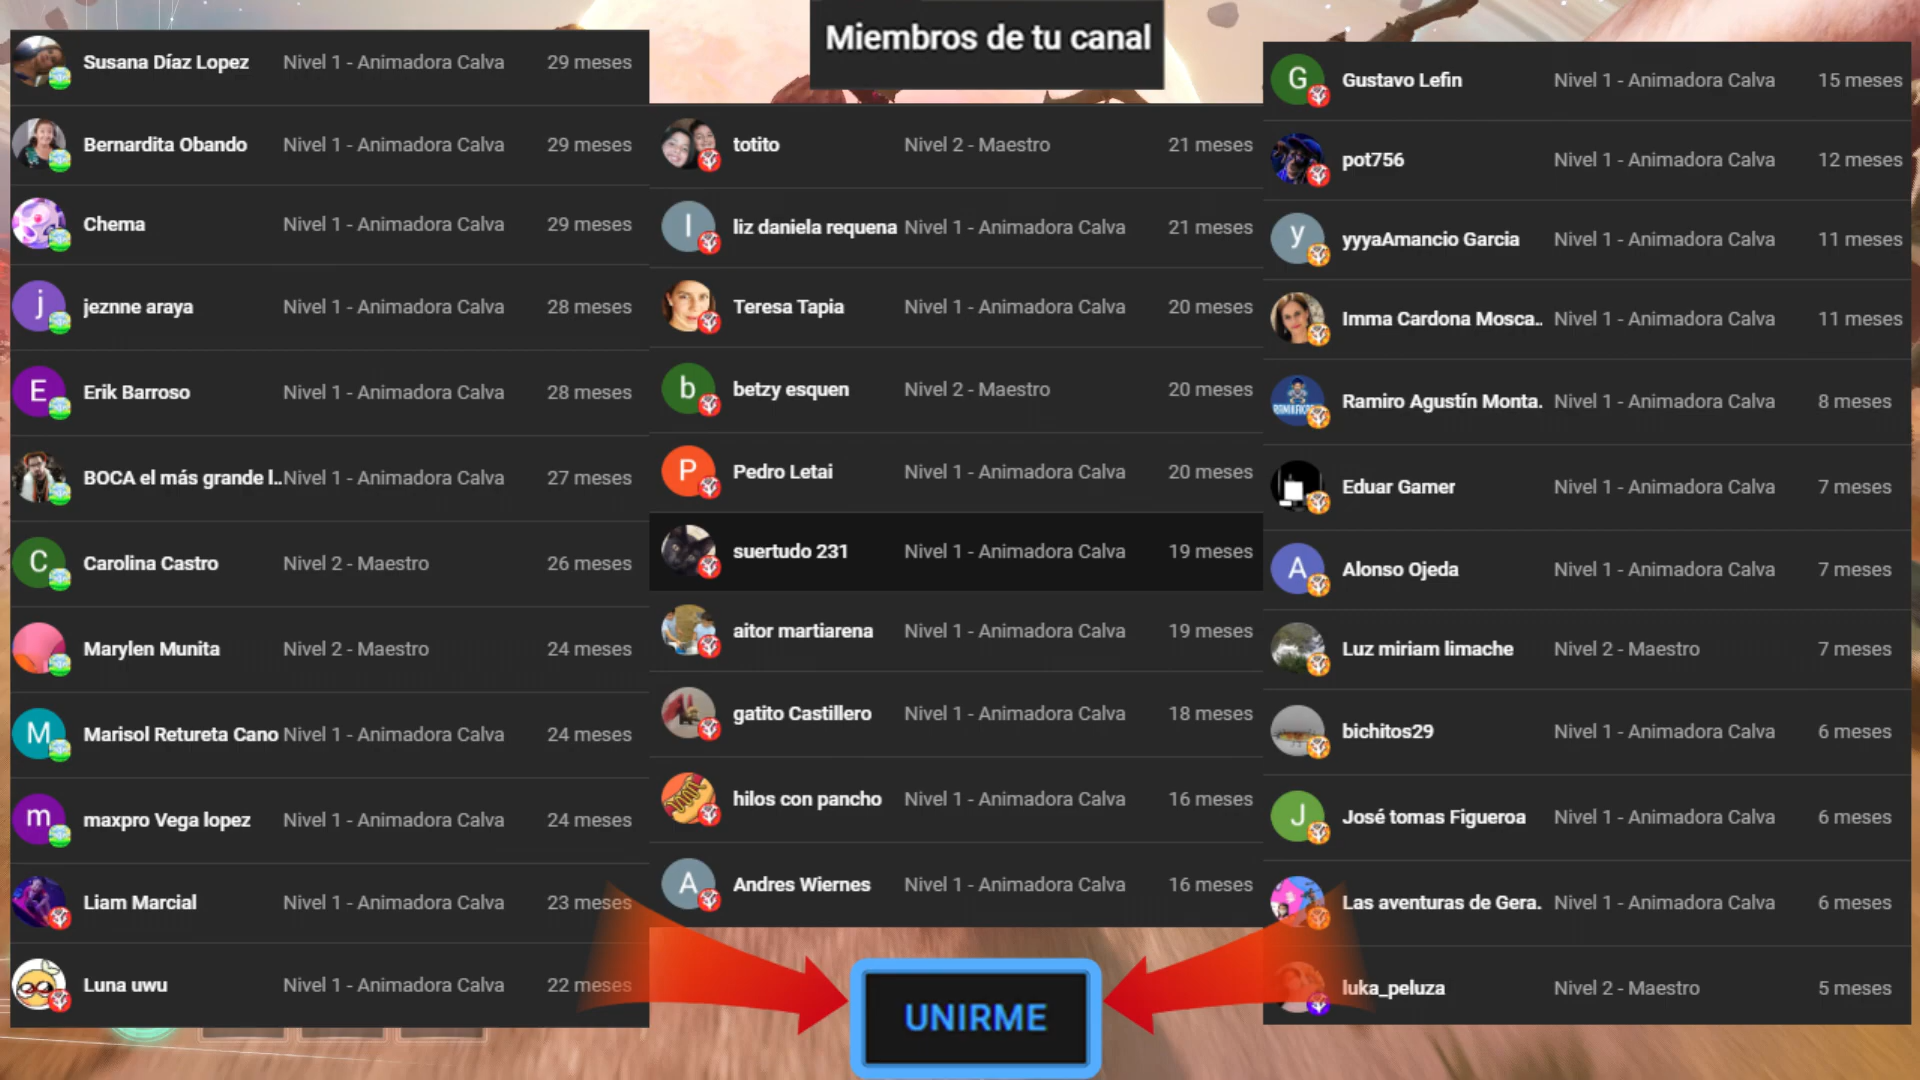 Miembros de tu canal
Susana Díaz Lopez Nivel 1 - Animadora Calva 29 meses
Bernardita Obando Nivel 1 - Animadora Calva 29 meses
Chema Nivel 1 - Animadora Calva 29 meses
j jeznne araya Nivel 1 - Animadora Calva 28 meses
E Erik Barroso Nivel 1 - Animadora Calva 28 meses
BOCA el más grande l.. Nivel 1 - Animadora Calva 27 meses
C Carolina Castro Nivel 2 - Maestro 26 meses
Marylen Munita Nivel 2 - Maestro 24 meses
M Marisol Retureta Cano Nivel 1 - Animadora Calva 24 meses
m maxpro Vega lopez Nivel 1 - Animadora Calva 24 meses
Liam Marcial Nivel 1 - Animadora Calva 23 meses
Luna uwu Nivel 1 - Animadora Calva 22 meses
totito Nivel 2 - Maestro 21 meses
l liz daniela requena Nivel 1 - Animadora Calva 21 meses
Teresa Tapia Nivel 1 - Animadora Calva 20 meses
b betzy esquen Nivel 2 - Maestro 20 meses
P Pedro Letai Nivel 1 - Animadora Calva 20 meses
suertudo 231 Nivel 1 - Animadora Calva 19 meses
aitor martiarena Nivel 1 - Animadora Calva 19 meses
gatito Castillero Nivel 1 - Animadora Calva 18 meses
hilos con pancho Nivel 1 - Animadora Calva 16 meses
A Andres Wiernes Nivel 1 - Animadora Calva 16 meses
G Gustavo Lefin Nivel 1 - Animadora Calva 15 meses
pot756 Nivel 1 - Animadora Calva 12 meses
y yyyaAmancio Garcia Nivel 1 - Animadora Calva 11 meses
Imma Cardona Mosca.. Nivel 1 - Animadora Calva 11 meses
Ramiro Agustín Monta. Nivel 1 - Animadora Calva 8 meses
Eduar Gamer Nivel 1 - Animadora Calva 7 meses
A Alonso Ojeda Nivel 1 - Animadora Calva 7 meses
Luz miriam limache Nivel 2 - Maestro 7 meses
bichitos29 Nivel 1 - Animadora Calva 6 meses
J José tomas Figueroa Nivel 1 - Animadora Calva 6 meses
Las aventuras de Gera. Nivel 1 - Animadora Calva 6 meses
luka_peluza Nivel 2 - Maestro 5 meses
UNIRME